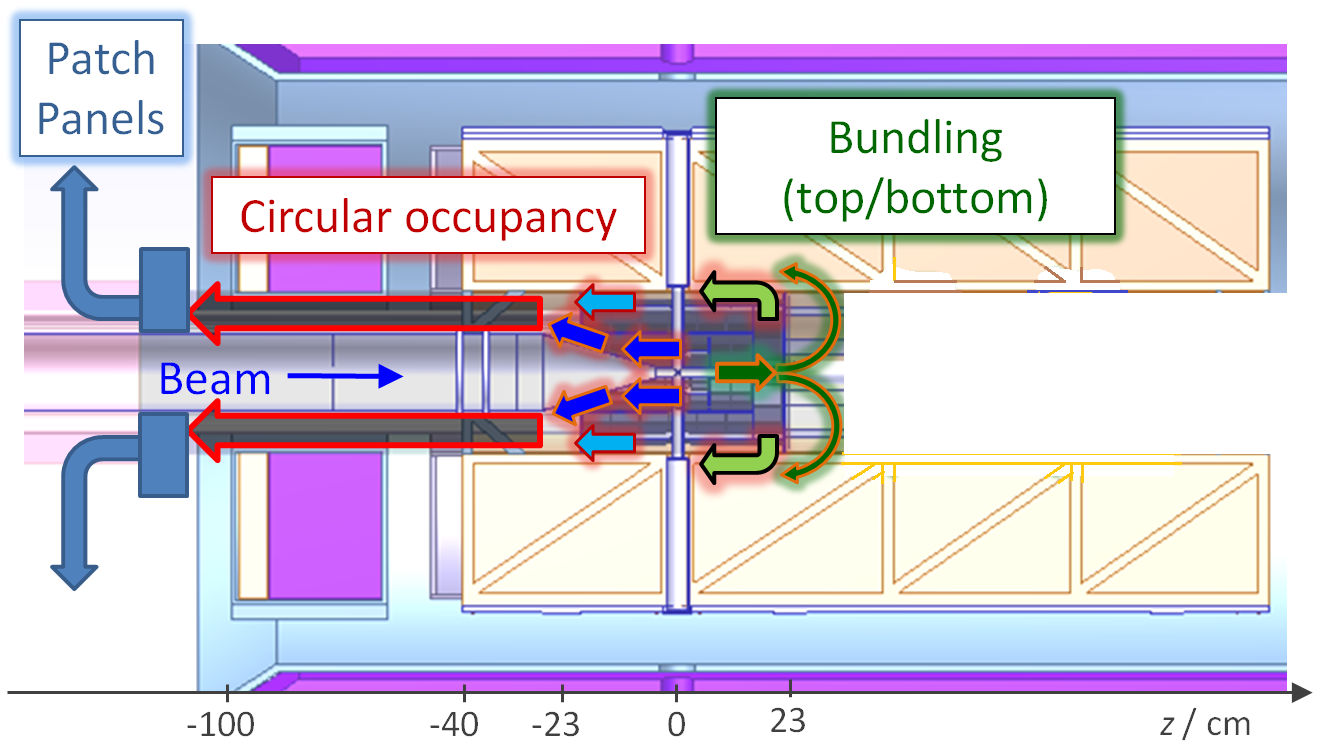 Patch
Panels
Circular occupancy
Bundling
(top/bottom)
Beam
-100
-40
-23
0
23
z / cm